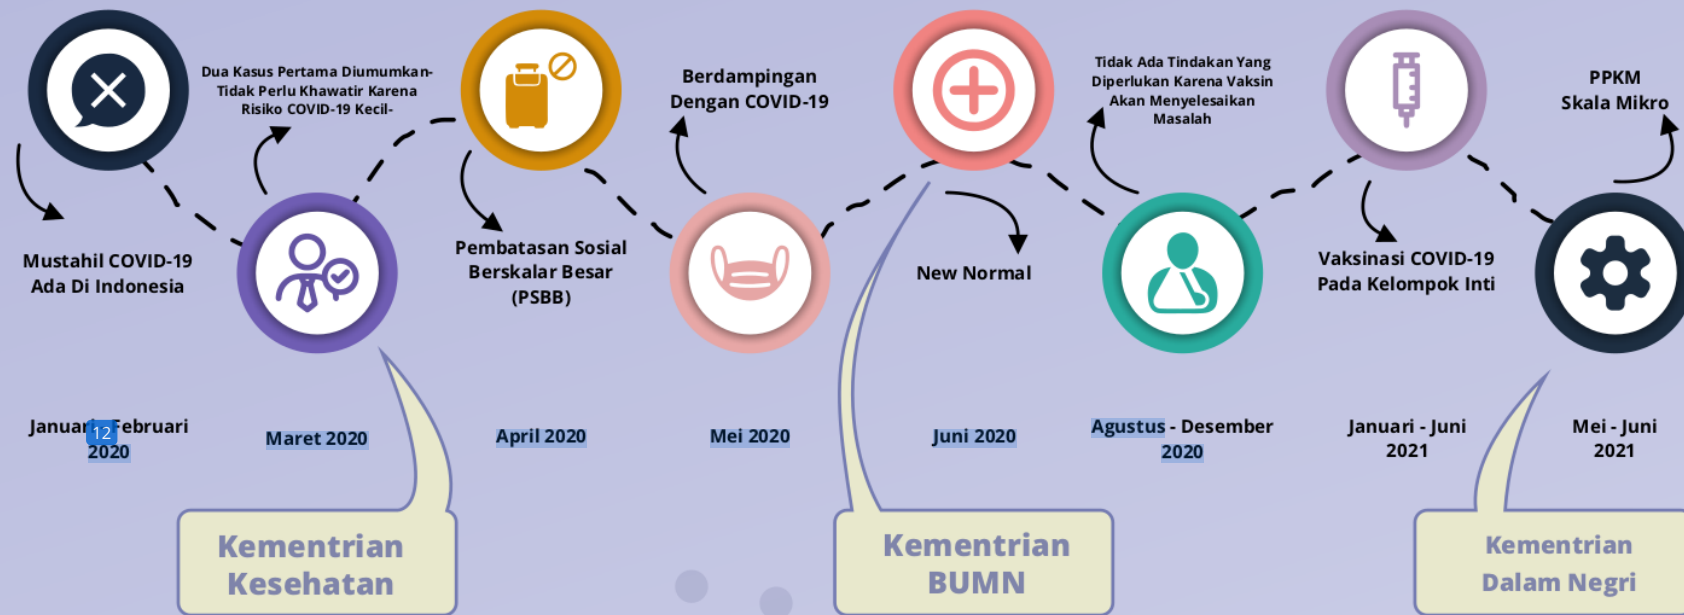 Mustahil COVID-19
Ada Di Indonesia
Dua Kasus Pertama Diumumkan-
Tidak Perlu Khawatir Karena
Risiko COVID-19 Kecil-
Pembatasan Sosial
Berskalar Besar
(PSBB)
Berdampingan
Dengan COVID-19
New Normal
Tidak Ada Tindakan Yang
Diperlukan Karena Vaksin
Akan Menyelesaikan
Masalah
Vaksinasi COVID-19
Pada Kelompok Inti
PPKM
Skala Mikro
Januari - Februari
12
2020
Maret 2020
April 2020
Mei 2020
Juni 2020
Agustus - Desember
2020
Januari - Juni
2021
Mei - Juni
2021
Kementrian
Kesehatan
Kementrian
BUMN
Kementrian
Dalam Negri